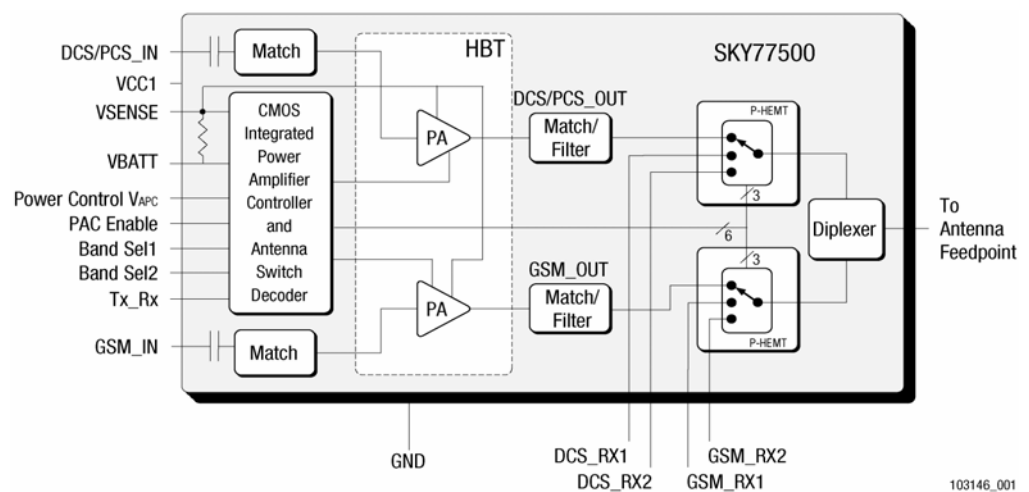 DCS/PCS_IN
Match
HBT
SKY77500
VCC1
VSENSE
VBATT
Power Control VAPC
PAC Enable
Band Sel1
Band Sel2
Tx_Rx
GSM_IN
CMOS
Integrated
Power
Amplifier
Controller
and
Antenna
Switch
Decoder
Match
PA
PA
DCS/PCS_OUT
Match/
Filter
GSM_OUT
Match/
Filter
P-HEMT
3
6
3
P-HEMT
Diplexer
To
Antenna
Feedpoint
GND
DCS_RX1
DCS_RX2
GSM_RX2
GSM_RX1
103146_001